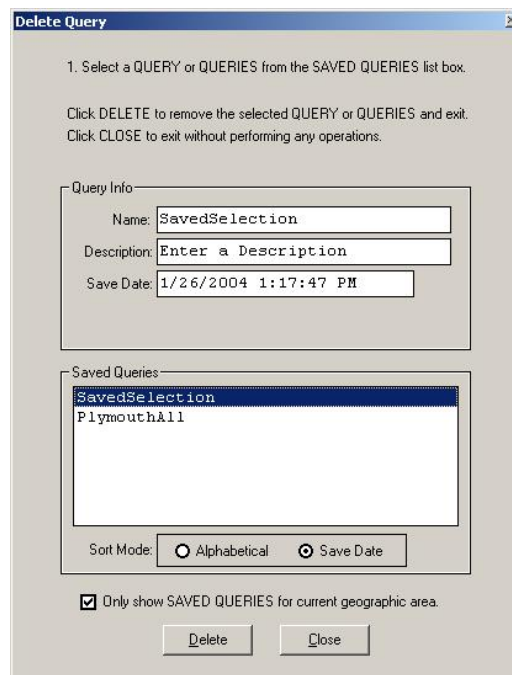 Delete Query
1. Select a QUERY or QUERIES from the SAVED QUERIES list box.
Click DELETE to remove the selected QUERY or QUERIES and exit.
Click CLOSE to exit without performing any operations.
Query Info
Name: SavedSelection
Description: Enter a Description
Save Date: 1/26/2004 1:17:47 PM
Saved Queries
SavedSelection
PlymouthAll
Sort Mode: Alphabetical Save Date
Only show SAVED QUERIES for current geographic area.
Delete Close